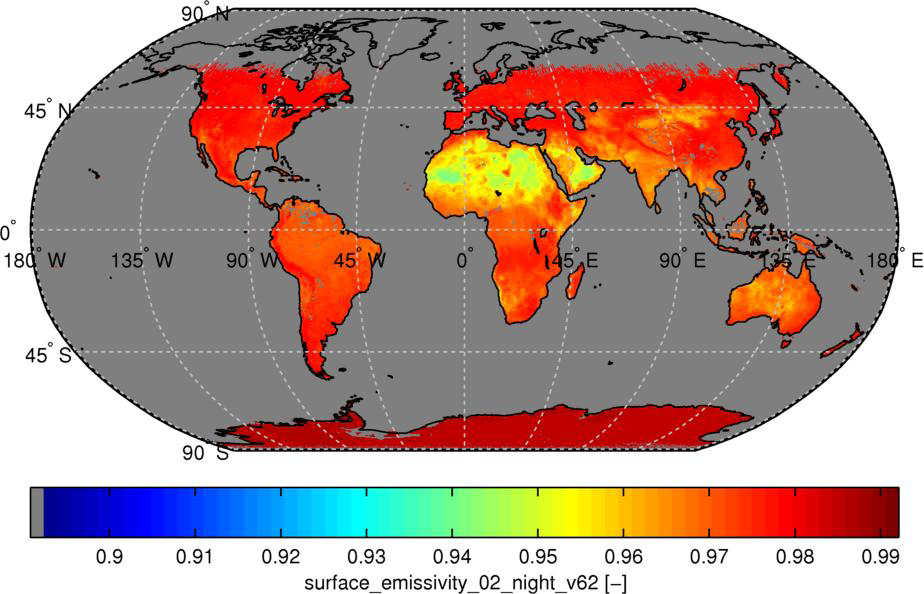 90° N
45° N
0°
180° W 135° W 90° W 45° W 0° 45° E 90° E 135° E 180° E
45° S
90° S
0.9 0.91 0.92 0.93 0.94 0.95 0.96 0.97 0.98 0.99
surface_emissivity_02_night_v62 [−]